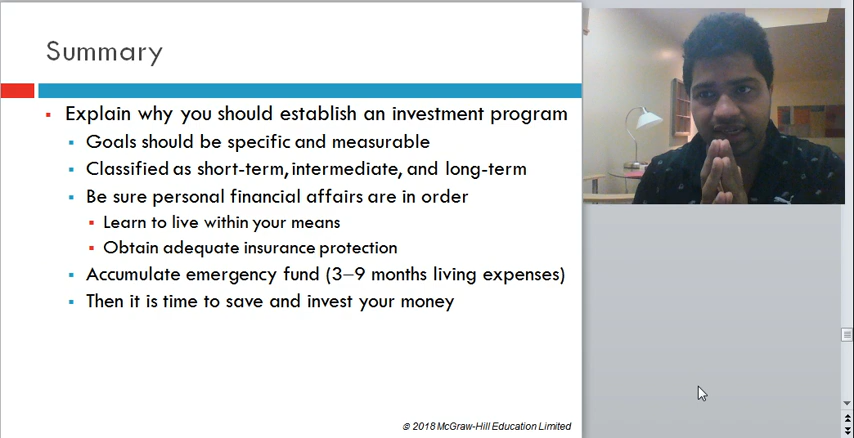 Summary
Explain why you should establish an investment program
Goals should be specific and measurable
Classified as short-term, intermediate, and long-term
Be sure personal financial affairs are in order
Learn to live within your means
Obtain adequate insurance protection
Accumulate emergency fund (3–9 months living expenses)
Then it is time to save and invest your money
© 2018 McGraw-Hill Education Limited